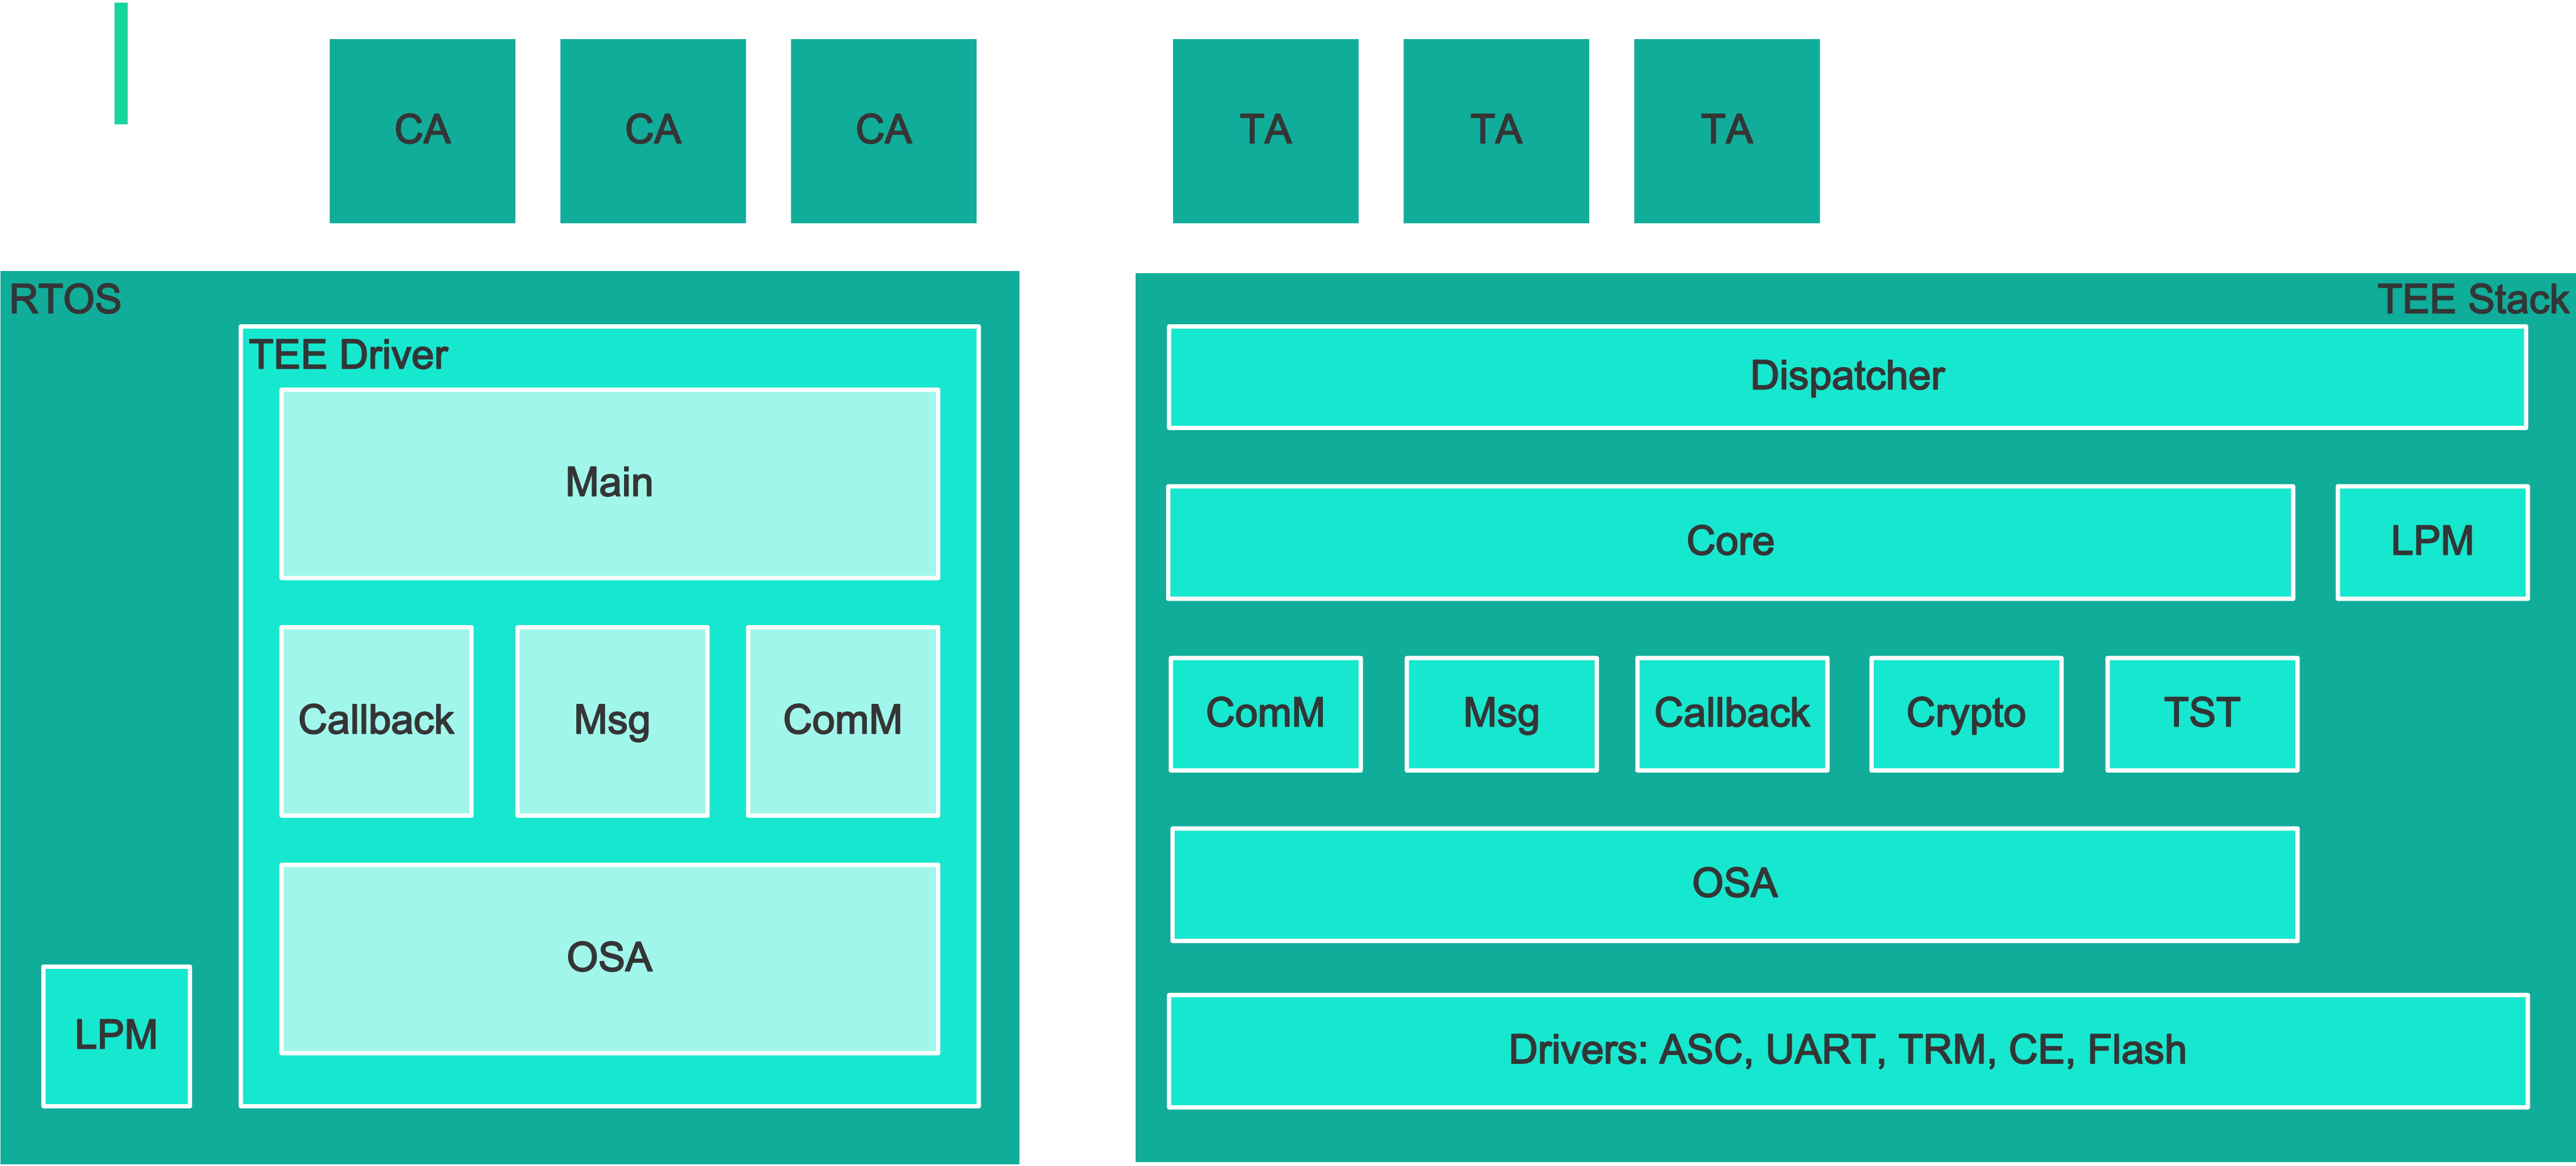 CA
CA
CA
TA
TA
TA
RTOS
TEE Driver
Main
Callback
Msg
ComM
OSA
LPM
TEE Stack
Dispatcher
Core
LPM
ComM
Msg
Callback
Crypto
TST
OSA
Drivers: ASC, UART, TRM, CE, Flash